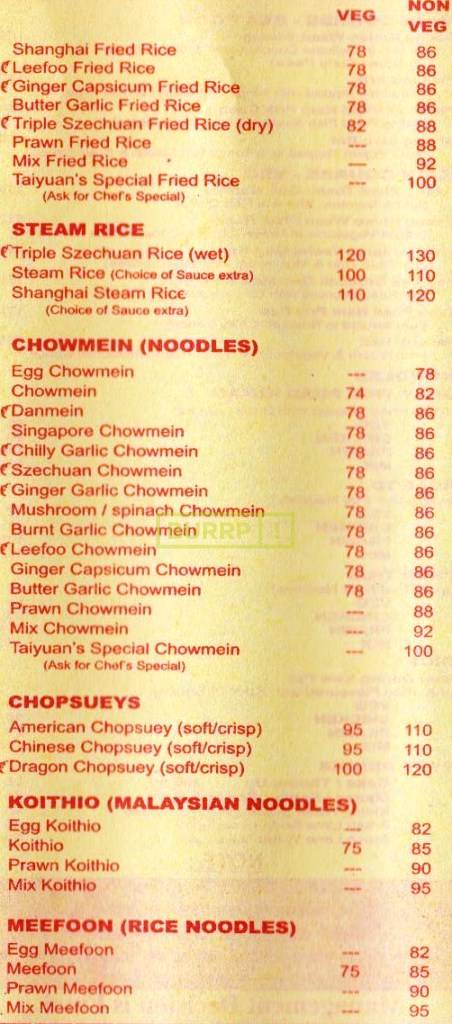 VEG NON VEG
Shanghai Fried Rice 78 86
Leefoo Fried Rice 78 86
Ginger Capsicum Fried Rice 78 86
Butter Garlic Fried Rice 78 86
Triple Szechuan Fried Rice (dry) 82 88
Prawn Fried Rice --- 88
Mix Fried Rice --- 92
Taiyuan's Special Fried Rice --- 100
(Ask for Chef's Special)
STEAM RICE
Triple Szechuan Rice (wet) 120 130
Steam Rice (Choice of Sauce extra) 100 110
Shanghai Steam Rice 110 120
(Choice of Sauce extra)
CHOWMEIN (NOODLES)
Egg Chowmein --- 78
Chowmein 74 82
Danmein 78 86
Singapore Chowmein 78 86
Chilly Garlic Chowmein 78 86
Szechuan Chowmein 78 86
Ginger Garlic Chowmein 78 86
Mushroom / spinach Chowmein 78 86
Burnt Garlic Chowmein 78 86
BURRP!
Leefoo Chowmein 78 86
Ginger Capsicum Chowmein 78 86
Butter Garlic Chowmein 78 86
Prawn Chowmein --- 88
Mix Chowmein --- 92
Taiyuan's Special Chowmein --- 100
(Ask for Chef's Special)
CHOPSUEYS
American Chopsuey (soft/crisp) 95 110
Chinese Chopsuey (soft/crisp) 95 110
Dragon Chopsuey (soft/crisp) 100 120
KOITHIO (MALAYSIAN NOODLES)
Egg Koithio --- 82
Koithio 75 85
Prawn Koithio --- 90
Mix Koithio --- 95
MEEFOON (RICE NOODLES)
Egg Meefoon --- 82
Meefoon 75 85
Prawn Meefoon --- 90
Mix Meefoon --- 95